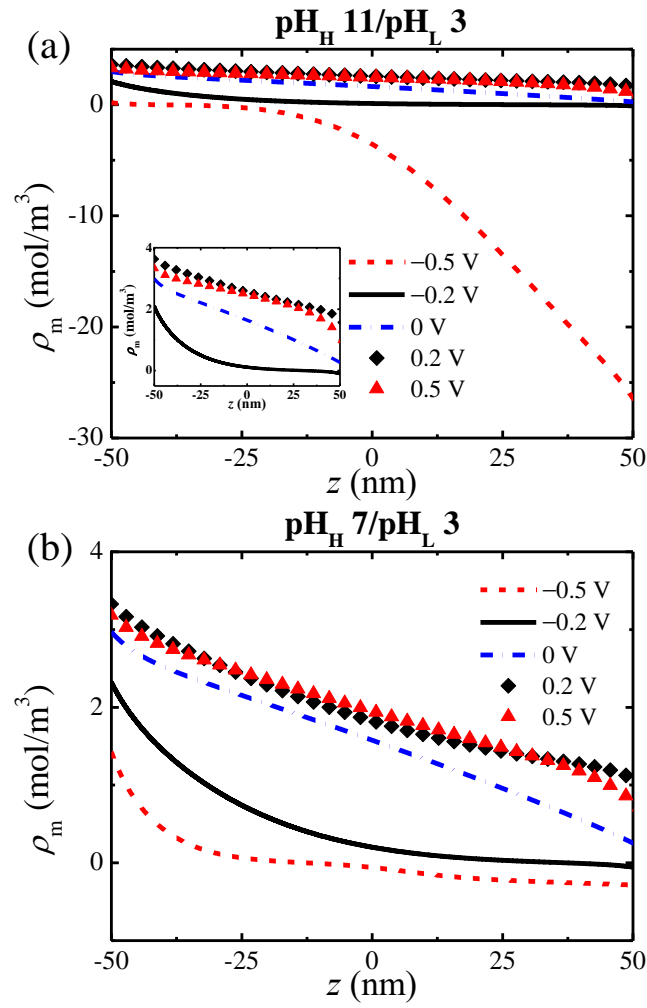 pH_H 11/pH_L 3
(a)
0
-10
-20
-30
ρ_m (mol/m³)
−0.5 V
−0.2 V
0 V
0.2 V
0.5 V
4
2
0
ρ_m (mol/m³)
-50 -25 0 25 50
z (nm)
-50 -25 0 25 50
z (nm)
pH_H 7/pH_L 3
(b)
4
2
0
ρ_m (mol/m³)
−0.5 V
−0.2 V
0 V
0.2 V
0.5 V
-50 -25 0 25 50
z (nm)